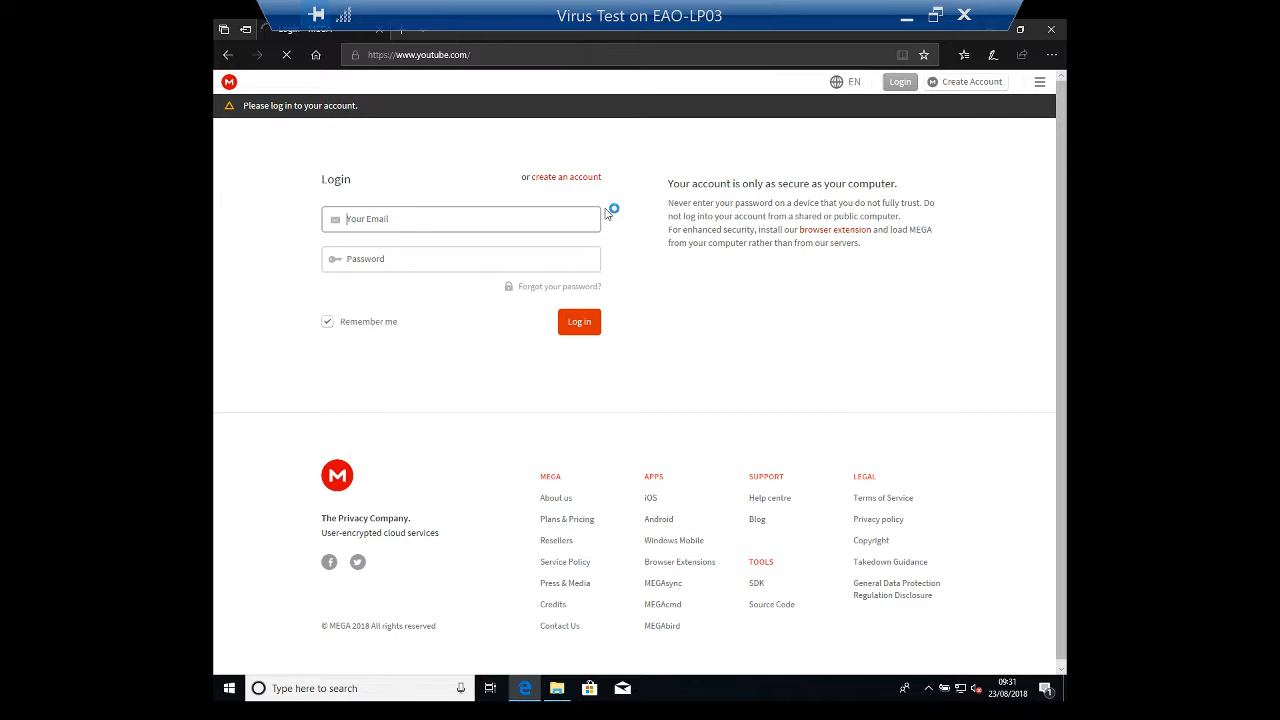 Virus Test on EAO-LP03
Login - MEGA
https://www.youtube.com/
EN
Login
Create Account
Please log in to your account.
Login
or create an account
Your Email
Password
Forgot your password?
Remember me
Log in
Your account is only as secure as your computer.
Never enter your password on a device that you do not fully trust. Do
not log into your account from a shared or public computer.
For enhanced security, install our browser extension and load MEGA
from your computer rather than from our servers.
The Privacy Company.
User-encrypted cloud services
© MEGA 2018 All rights reserved
MEGA
About us
Plans & Pricing
Resellers
Service Policy
Press & Media
Credits
Contact Us
APPS
iOS
Android
Windows Mobile
Browser Extensions
MEGAsync
MEGAcmd
MEGAbird
SUPPORT
Help centre
Blog
TOOLS
SDK
Source Code
LEGAL
Terms of Service
Privacy policy
Copyright
Takedown Guidance
General Data Protection
Regulation Disclosure
Type here to search
09:31
23/08/2018
1